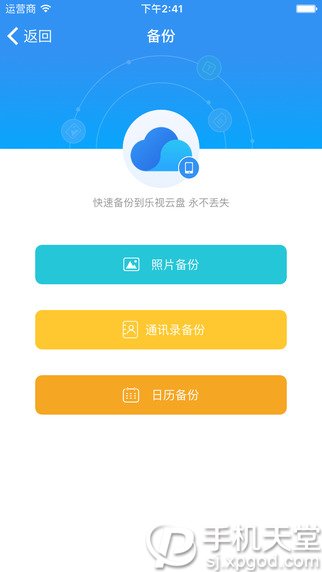 运营商 下午2:41
返回 备份
快速备份到乐视云盘 永不丢失
照片备份
通讯录备份
日历备份
手机天堂
sj.xpgod.com